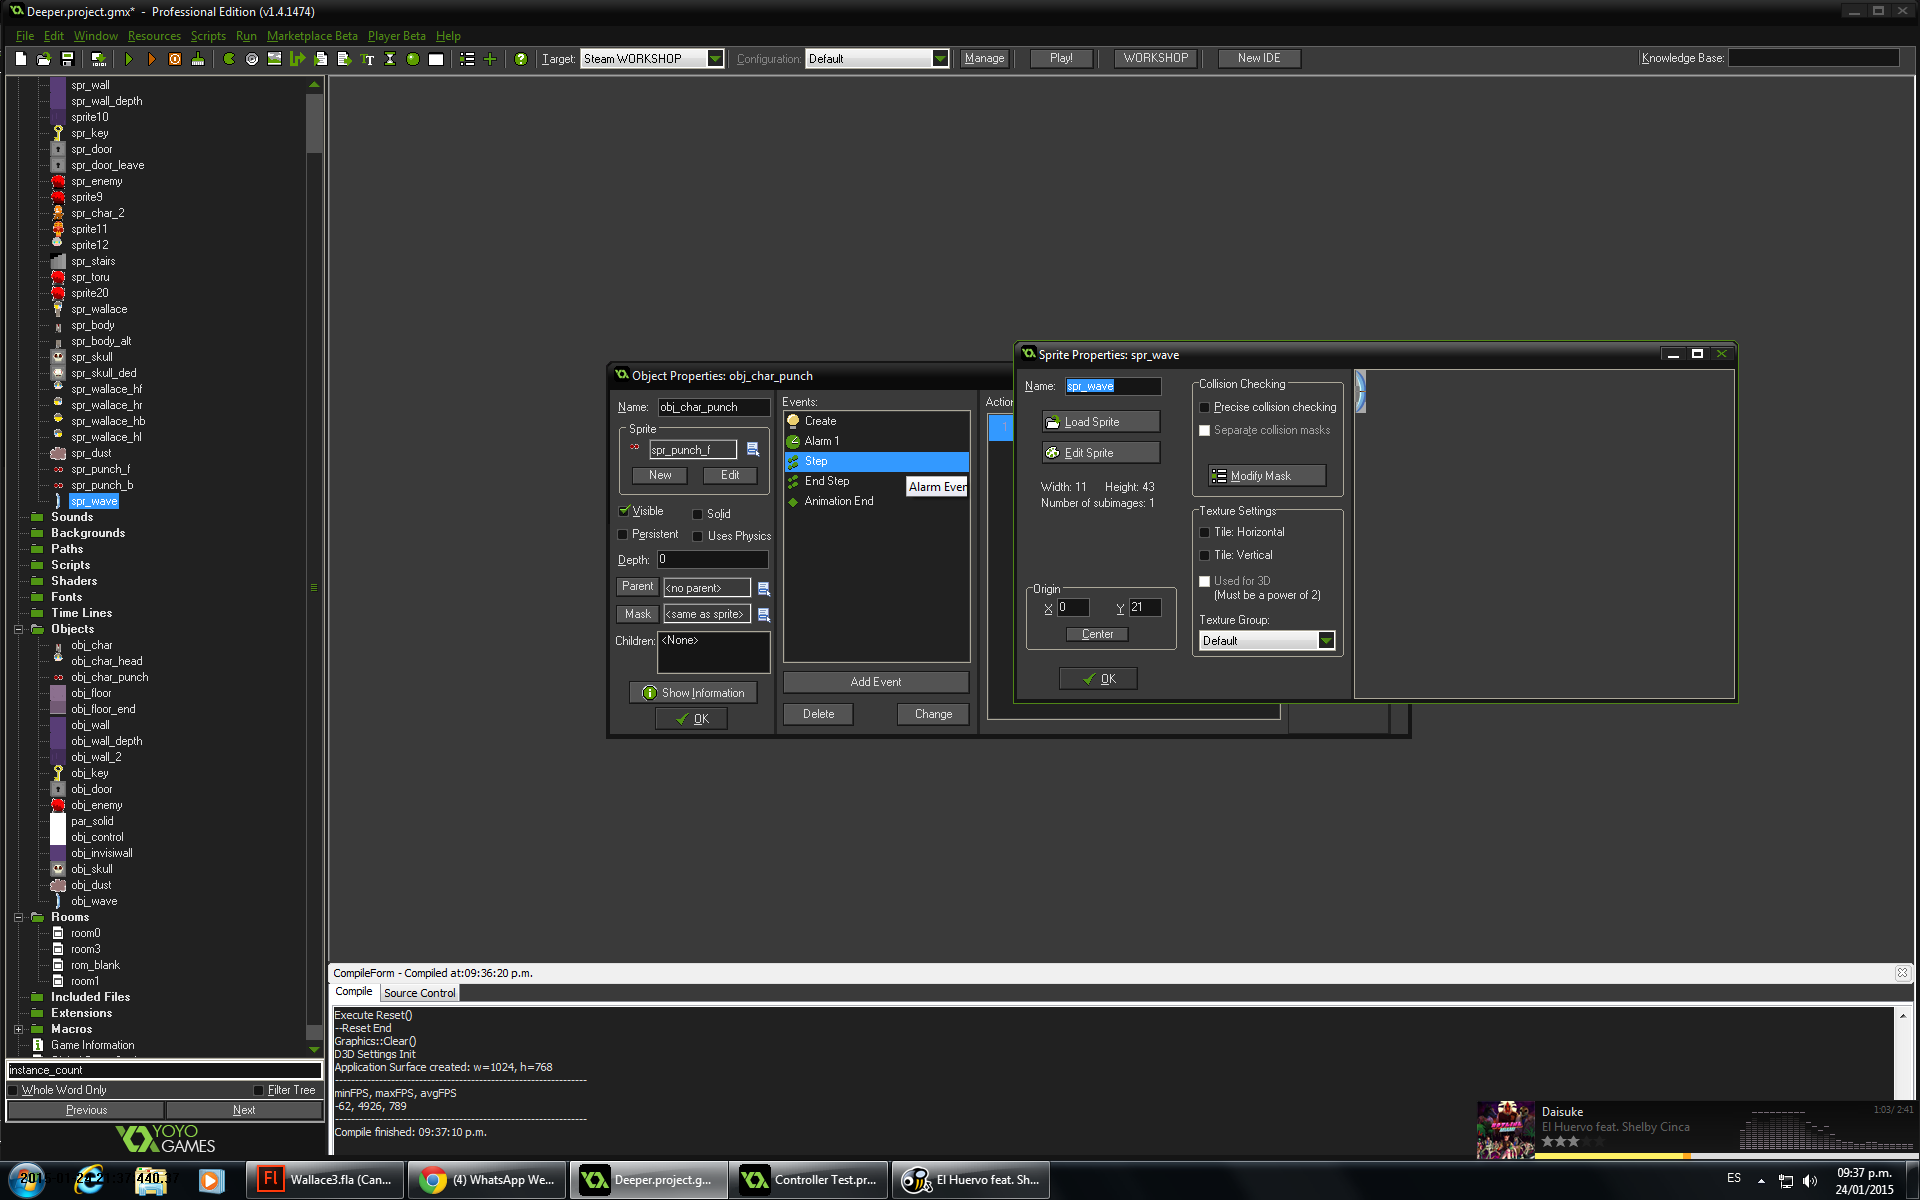 Deeper.project.gmx* - Professional Edition (v1.4.1474)
File Edit Window Resources Scripts Run Marketplace Beta Player Beta Help
Target: Steam WORKSHOP Configuration: Default Manage Play! WORKSHOP New IDE Knowledge Base:
spr_wall
spr_wall_depth
sprite10
spr_key
spr_door
spr_door_leave
spr_enemy
sprite9
spr_char_2
sprite11
sprite12
spr_stairs
spr_toru
sprite20
spr_wallace
spr_body
spr_body_alt
spr_skull
spr_skull_ded
spr_wallace_hf
spr_wallace_hr
spr_wallace_hb
spr_wallace_hl
spr_dust
spr_punch_f
spr_punch_b
spr_wave
Sounds
Backgrounds
Paths
Scripts
Shaders
Fonts
Time Lines
Objects
obj_char
obj_char_head
obj_char_punch
obj_floor
obj_floor_end
obj_wall
obj_wall_depth
obj_wall_2
obj_key
obj_door
obj_enemy
par_solid
obj_control
obj_invisiwall
obj_skull
obj_dust
obj_wave
Rooms
room0
room3
rom_blank
room1
Included Files
Extensions
Macros
Game Information
instance_count
Whole Word Only Filter Tree
Previous Next
YOYO
GAMES
Object Properties: obj_char_punch
Name: obj_char_punch
Sprite
spr_punch_f
New Edit
Visible Solid
Persistent Uses Physics
Depth: 0
Parent <no parent>
Mask <same as sprite>
Children: <None>
Show Information
OK
Events:
Create
Alarm 1
Step
End Step
Animation End
Alarm Ever
Add Event
Delete Change
Action
1
Sprite Properties: spr_wave
Name: spr_wave
Load Sprite
Edit Sprite
Width: 11 Height: 43
Number of subimages: 1
Origin
X 0 Y 21
Center
OK
Collision Checking
Precise collision checking
Separate collision masks
Modify Mask
Texture Settings
Tile: Horizontal
Tile: Vertical
Used for 3D
(Must be a power of 2)
Texture Group:
Default
CompileForm - Compiled at:09:36:20 p.m.
Compile Source Control
Execute Reset()
--Reset End
Graphics::Clear()
D3D Settings Init
Application Surface created: w=1024, h=768
minFPS, maxFPS, avgFPS
-62, 4926, 789
Compile finished: 09:37:10 p.m.
Daisuke 1:03/ 2:41
El Huervo feat. Shelby Cinca
Wallace3.fla (Can...
(4) WhatsApp We...
Deeper.project.g...
Controller Test.pr...
El Huervo feat. Sh...
ES
09:37 p.m.
24/01/2015